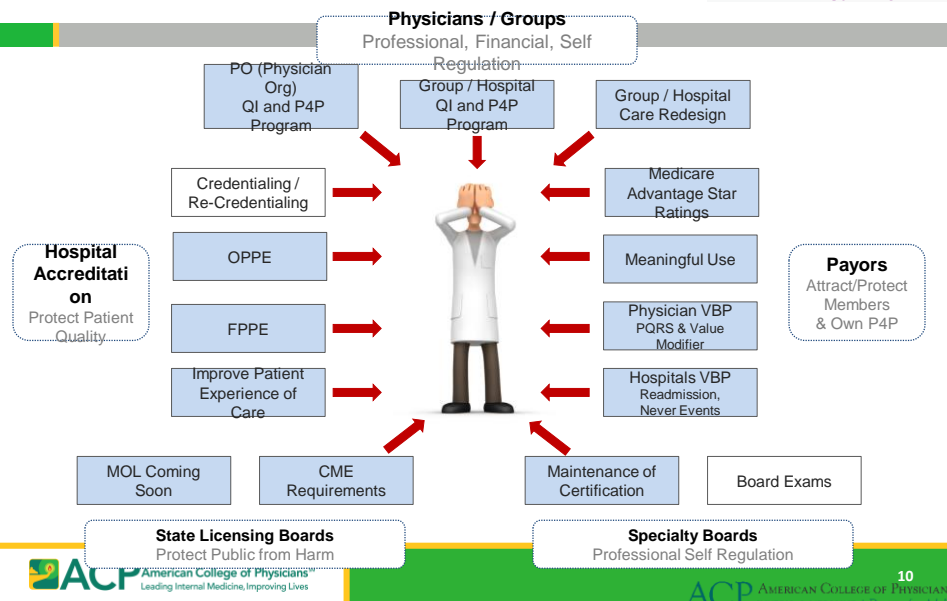 Physicians / Groups
Professional, Financial, Self
Regulation
PO (Physician
Org)
QI and P4P
Program
Group / Hospital
QI and P4P
Program
Group / Hospital
Care Redesign
Credentialing /
Re-Credentialing
OPPE
FPPE
Improve Patient
Experience of
Care
Medicare
Advantage Star
Ratings
Meaningful Use
Physician VBP
PQRS & Value
Modifier
Hospitals VBP
Readmission,
Never Events
Hospital
Accreditati
on
Protect Patient
Quality
Payors
Attract/Protect
Members
& Own P4P
MOL Coming
Soon
CME
Requirements
Maintenance of
Certification
Board Exams
State Licensing Boards
Protect Public from Harm
Specialty Boards
Professional Self Regulation
ACP American College of Physicians™
Leading Internal Medicine, Improving Lives
10
ACP AMERICAN COLLEGE OF PHYSICIAN